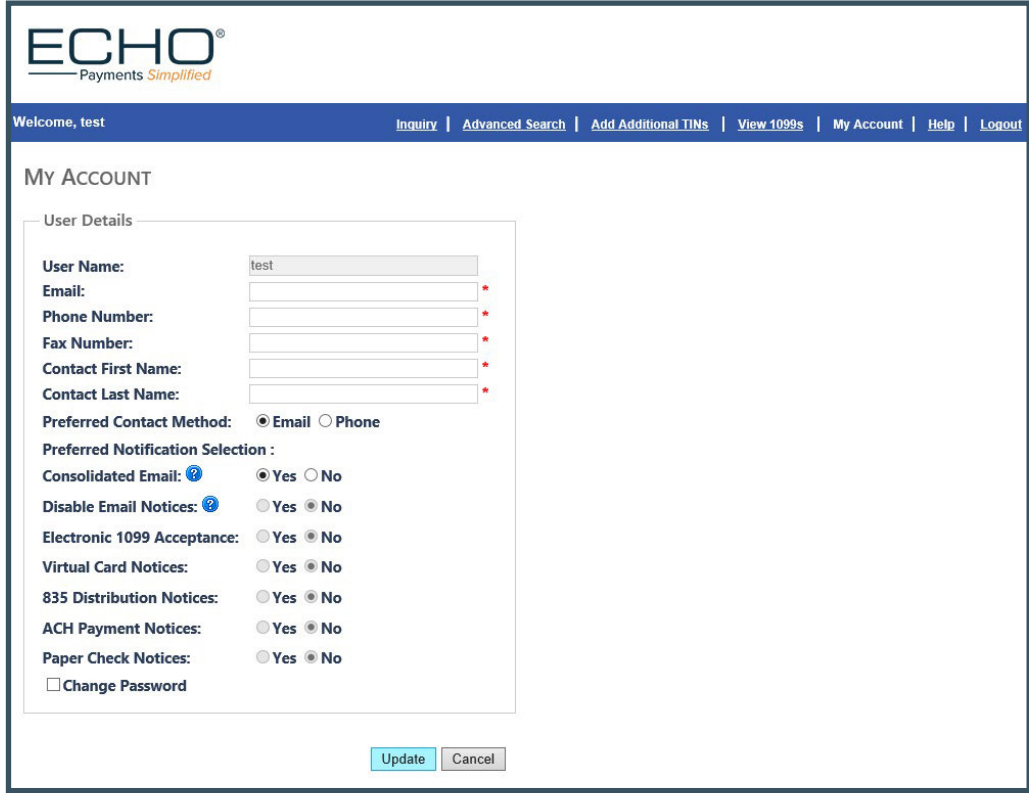 ECHO®
Payments Simplified
Welcome, test
Inquiry | Advanced Search | Add Additional TINs | View 1099s | My Account | Help | Logout
MY ACCOUNT
User Details
User Name: test
Email: *
Phone Number: *
Fax Number: *
Contact First Name: *
Contact Last Name: *
Preferred Contact Method: Email Phone
Preferred Notification Selection :
Consolidated Email: ? Yes No
Disable Email Notices: ? Yes No
Electronic 1099 Acceptance: Yes No
Virtual Card Notices: Yes No
835 Distribution Notices: Yes No
ACH Payment Notices: Yes No
Paper Check Notices: Yes No
Change Password
Update Cancel